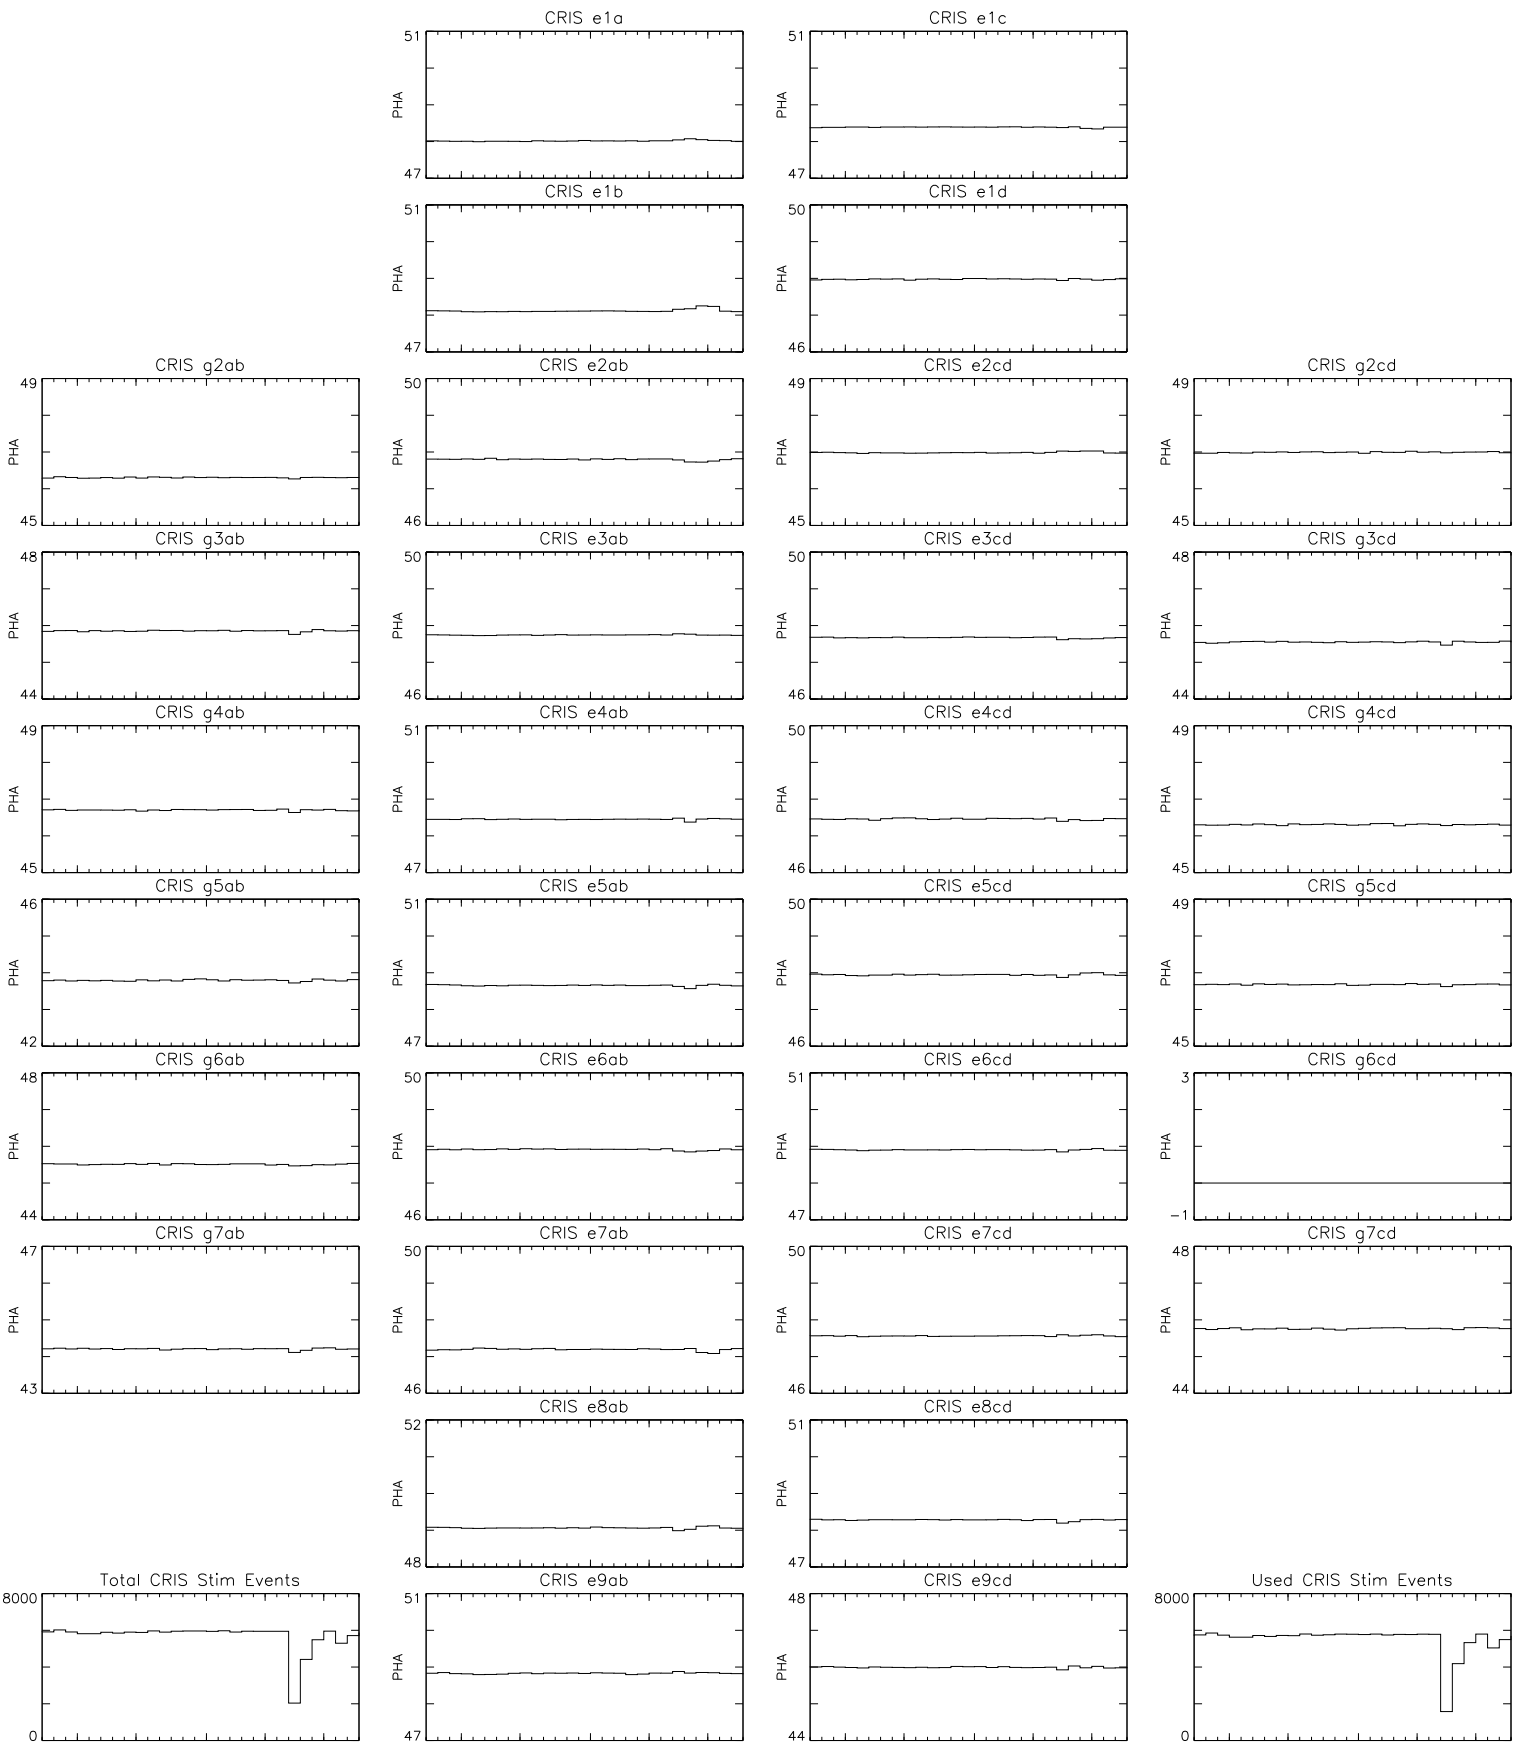 CRIS e1a
51
PHA
47
CRIS e1c
51
PHA
47
CRIS e1b
51
PHA
47
CRIS e1d
50
PHA
46
CRIS g2ab
49
PHA
45
CRIS e2ab
50
PHA
46
CRIS e2cd
49
PHA
45
CRIS g2cd
49
PHA
45
CRIS g3ab
48
PHA
44
CRIS e3ab
50
PHA
46
CRIS e3cd
50
PHA
46
CRIS g3cd
48
PHA
44
CRIS g4ab
49
PHA
45
CRIS e4ab
51
PHA
47
CRIS e4cd
50
PHA
46
CRIS g4cd
49
PHA
45
CRIS g5ab
46
PHA
42
CRIS e5ab
51
PHA
47
CRIS e5cd
50
PHA
46
CRIS g5cd
49
PHA
45
CRIS g6ab
48
PHA
44
CRIS e6ab
50
PHA
46
CRIS e6cd
51
PHA
47
CRIS g6cd
3
PHA
-1
CRIS g7ab
47
PHA
43
CRIS e7ab
50
PHA
46
CRIS e7cd
50
PHA
46
CRIS g7cd
48
PHA
44
CRIS e8ab
52
PHA
48
CRIS e8cd
51
PHA
47
Total CRIS Stim Events
8000
0
CRIS e9ab
51
PHA
47
CRIS e9cd
48
PHA
44
Used CRIS Stim Events
8000
0